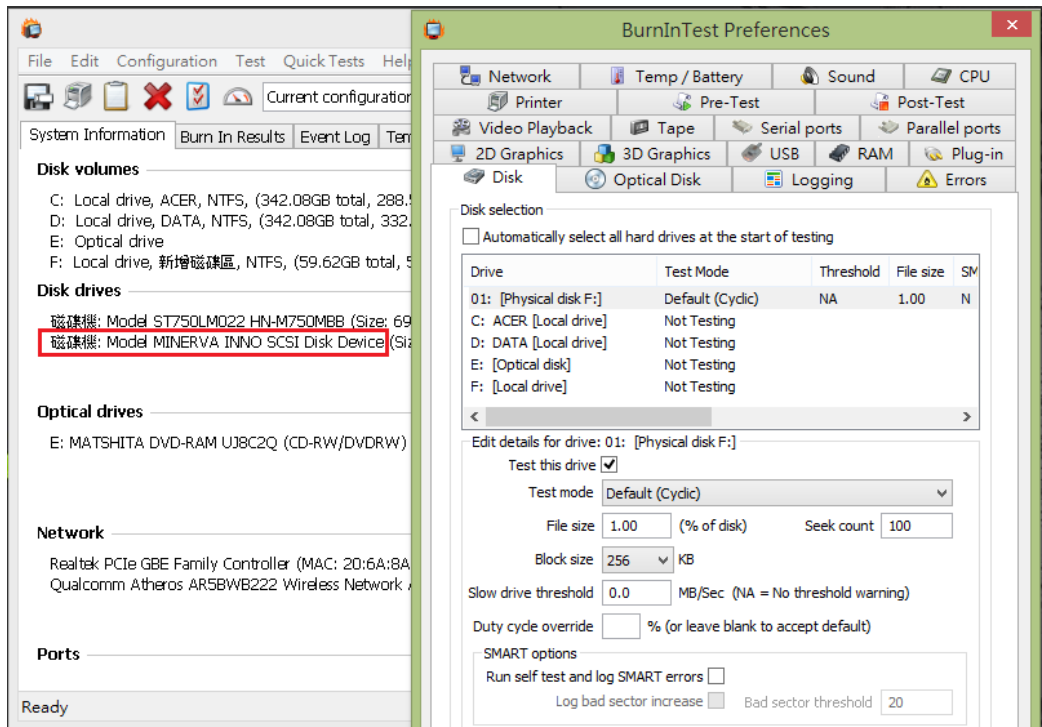 File Edit Configuration Test Quick Tests Help
Current configuration
System Information Burn In Results Event Log Tem
Disk volumes
C: Local drive, ACER, NTFS, (342.08GB total, 288.
D: Local drive, DATA, NTFS, (342.08GB total, 332.
E: Optical drive
F: Local drive, 新增磁碟區, NTFS, (59.62GB total, 5
Disk drives
磁碟機: Model ST750LM022 HN-M750MBB (Size: 69
磁碟機: Model MINERVA INNO SCSI Disk Device (Siz
Optical drives
E: MATSHITA DVD-RAM UJ8C2Q (CD-RW/DVDRW)
Network
Realtek PCIe GBE Family Controller (MAC: 20:6A:8A
Qualcomm Atheros AR5BWB222 Wireless Network
Ports
Ready
BurnInTest Preferences
Network Temp / Battery Sound CPU
Printer Pre-Test Post-Test
Video Playback Tape Serial ports Parallel ports
2D Graphics 3D Graphics USB RAM Plug-in
Disk Optical Disk Logging Errors
Disk selection
Automatically select all hard drives at the start of testing
Drive Test Mode Threshold File size SM
01: [Physical disk F:] Default (Cyclic) NA 1.00 N
C: ACER [Local drive] Not Testing
D: DATA [Local drive] Not Testing
E: [Optical disk] Not Testing
F: [Local drive] Not Testing
Edit details for drive: 01: [Physical disk F:]
Test this drive
Test mode Default (Cyclic)
File size 1.00 (% of disk) Seek count 100
Block size 256 KB
Slow drive threshold 0.0 MB/Sec (NA = No threshold warning)
Duty cycle override % (or leave blank to accept default)
SMART options
Run self test and log SMART errors
Log bad sector increase Bad sector threshold 20